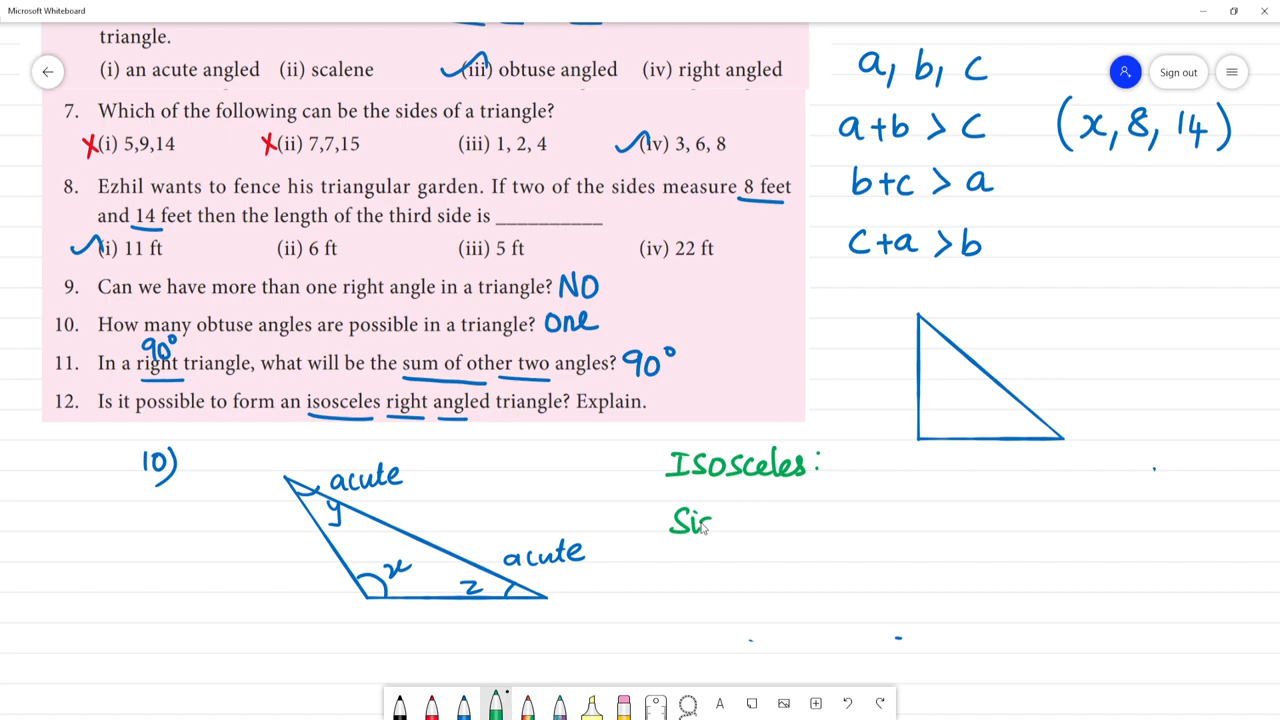 Microsoft Whiteboard
triangle.
(i) an acute angled (ii) scalene (iii) obtuse angled (iv) right angled
7. Which of the following can be the sides of a triangle?
(i) 5,9,14 (ii) 7,7,15 (iii) 1, 2, 4 (iv) 3, 6, 8
8. Ezhil wants to fence his triangular garden. If two of the sides measure 8 feet
and 14 feet then the length of the third side is __________
(i) 11 ft (ii) 6 ft (iii) 5 ft (iv) 22 ft
9. Can we have more than one right angle in a triangle? NO
10. How many obtuse angles are possible in a triangle? one
90°
11. In a right triangle, what will be the sum of other two angles? 90°
12. Is it possible to form an isosceles right angled triangle? Explain.
a, b, c
Sign out
a+b > c (x, 8, 14)
b+c > a
c+a > b
10)
acute
y
x
z
acute
Isosceles:
Sid
A